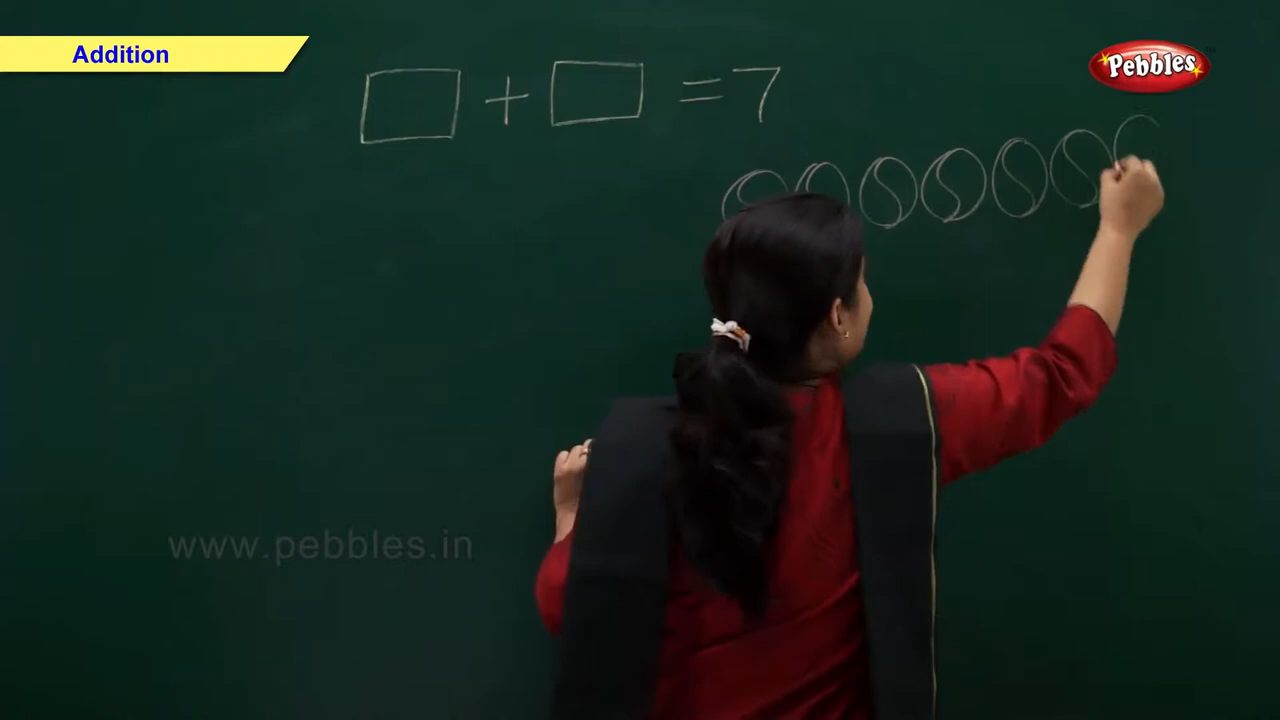 Addition
Pebbles
□ + □ = 7
www.pebbles.in